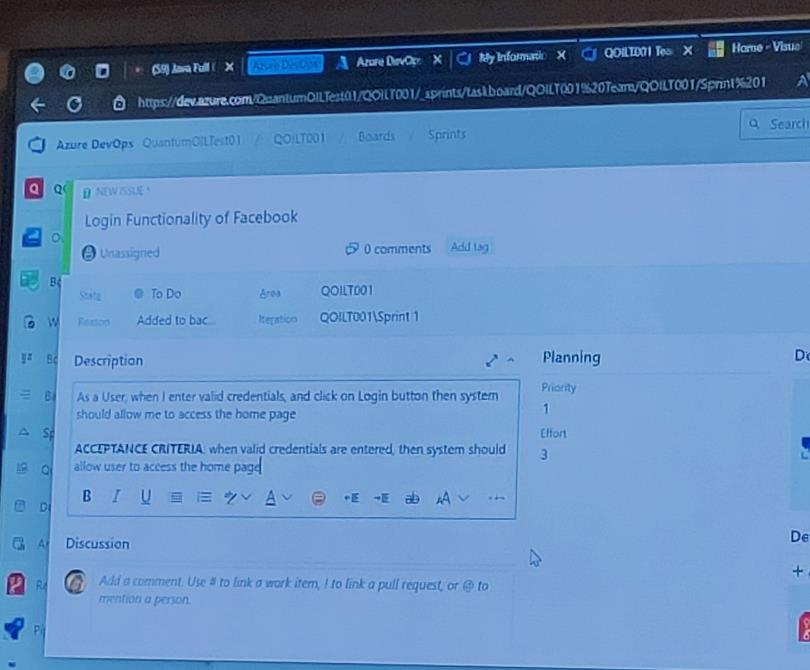 (59) Java Full
Azure DevOps
Azure DevOp
My Informatic
QOILT001 Tea
Home - Visual
https://dev.azure.com/QuantumOILTest01/QOILT001/_sprints/taskboard/QOILT001%20Team/QOILT001/Sprint%201
Azure DevOps QuantumOILTest01 / QOILT001 / Boards / Sprints
Search
NEW ISSUE *
Login Functionality of Facebook
Unassigned
0 comments
Add tag
State To Do Area QOILT001
Reason Added to bac... Iteration QOILT001\Sprint 1
Description
Planning
As a User, when I enter valid credentials, and click on Login button then system
should allow me to access the home page
ACCEPTANCE CRITERIA: when valid credentials are entered, then system should
allow user to access the home page
Priority
1
Effort
3
B I U
Discussion
Add a comment. Use # to link a work item, ! to link a pull request, or @ to
mention a person.
De